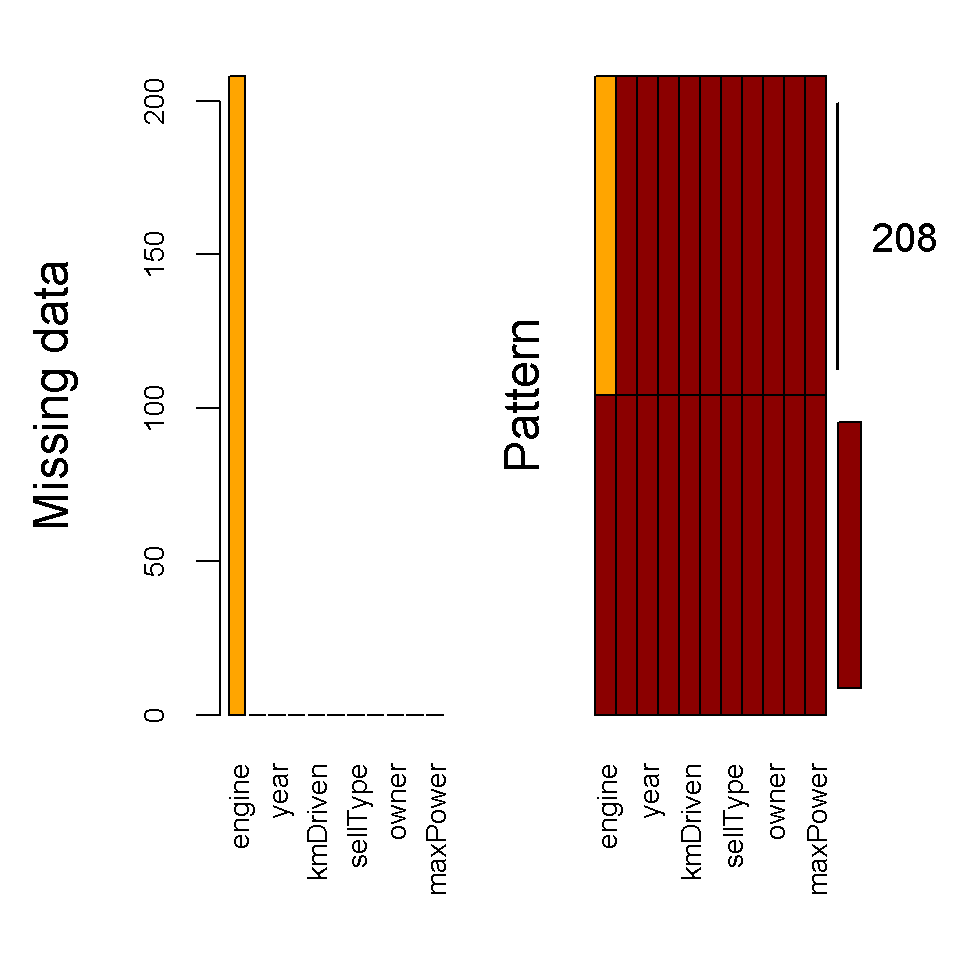 Missing data
200
150
100
50
0
engine
year
kmDriven
sellType
owner
maxPower
Pattern
engine
year
kmDriven
sellType
owner
maxPower
208